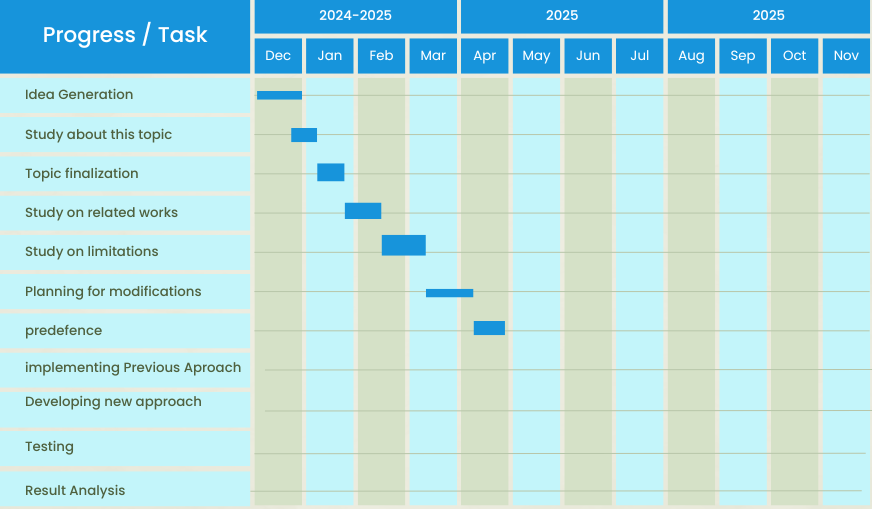 Progress / Task
2024-2025
2025
2025
Dec
Jan
Feb
Mar
Apr
May
Jun
Jul
Aug
Sep
Oct
Nov
Idea Generation
Study about this topic
Topic finalization
Study on related works
Study on limitations
Planning for modifications
predefence
implementing Previous Aproach
Developing new approach
Testing
Result Analysis